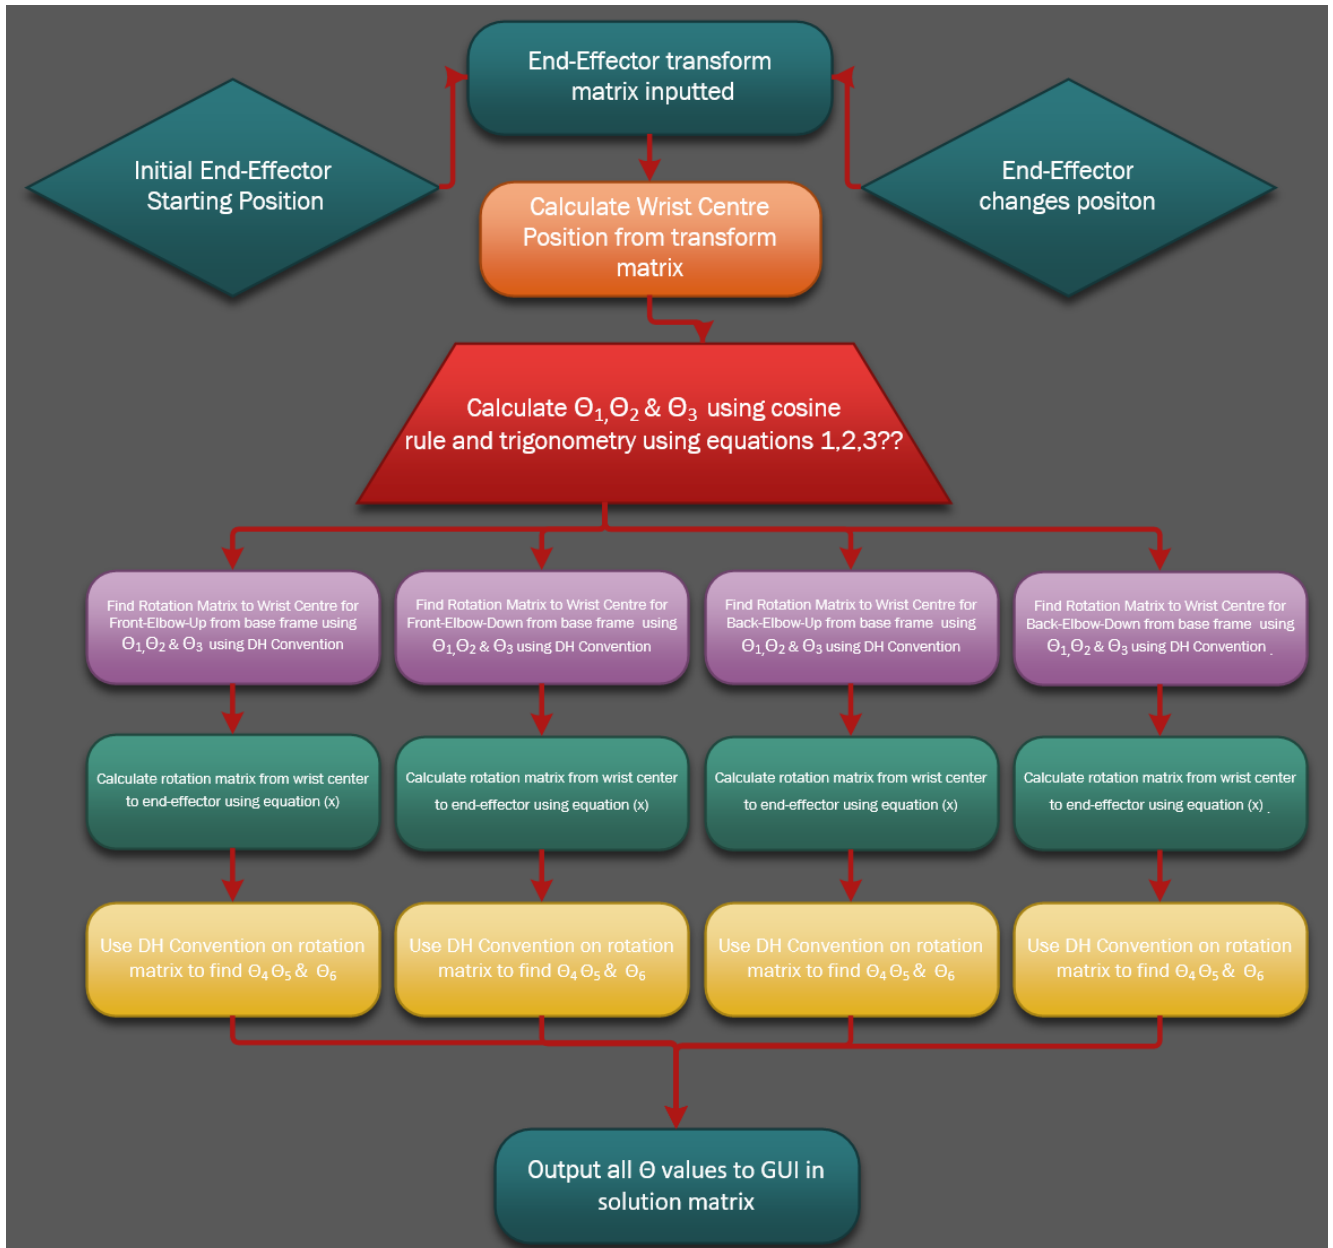 End-Effector transform
matrix inputted
Initial End-Effector
Starting Position
End-Effector
changes positon
Calculate Wrist Centre
Position from transform
matrix
Calculate Θ₁,Θ₂ & Θ₃ using cosine
rule and trigonometry using equations 1,2,3??
Find Rotation Matrix to Wrist Centre for
Front-Elbow-Up from base frame using
Θ₁,Θ₂ & Θ₃ using DH Convention
Find Rotation Matrix to Wrist Centre for
Front-Elbow-Down from base frame using
Θ₁,Θ₂ & Θ₃ using DH Convention
Find Rotation Matrix to Wrist Centre for
Back-Elbow-Up from base frame using
Θ₁,Θ₂ & Θ₃ using DH Convention
Find Rotation Matrix to Wrist Centre for
Back-Elbow-Down from base frame using
Θ₁,Θ₂ & Θ₃ using DH Convention .
Calculate rotation matrix from wrist center
to end-effector using equation (x)
Calculate rotation matrix from wrist center
to end-effector using equation (x)
Calculate rotation matrix from wrist center
to end-effector using equation (x)
Calculate rotation matrix from wrist center
to end-effector using equation (x) .
Use DH Convention on rotation
matrix to find Θ₄ Θ₅ & Θ₆
Use DH Convention on rotation
matrix to find Θ₄ Θ₅ & Θ₆
Use DH Convention on rotation
matrix to find Θ₄ Θ₅ & Θ₆
Use DH Convention on rotation
matrix to find Θ₄ Θ₅ & Θ₆
Output all Θ values to GUI in
solution matrix